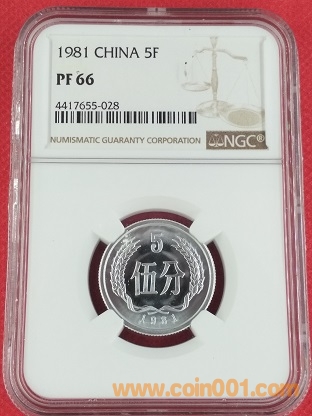 1981 CHINA 5F
PF 66
4417655-028
NUMISMATIC GUARANTY CORPORATION
NGC®
5
伍分
1981
www.coin001.com